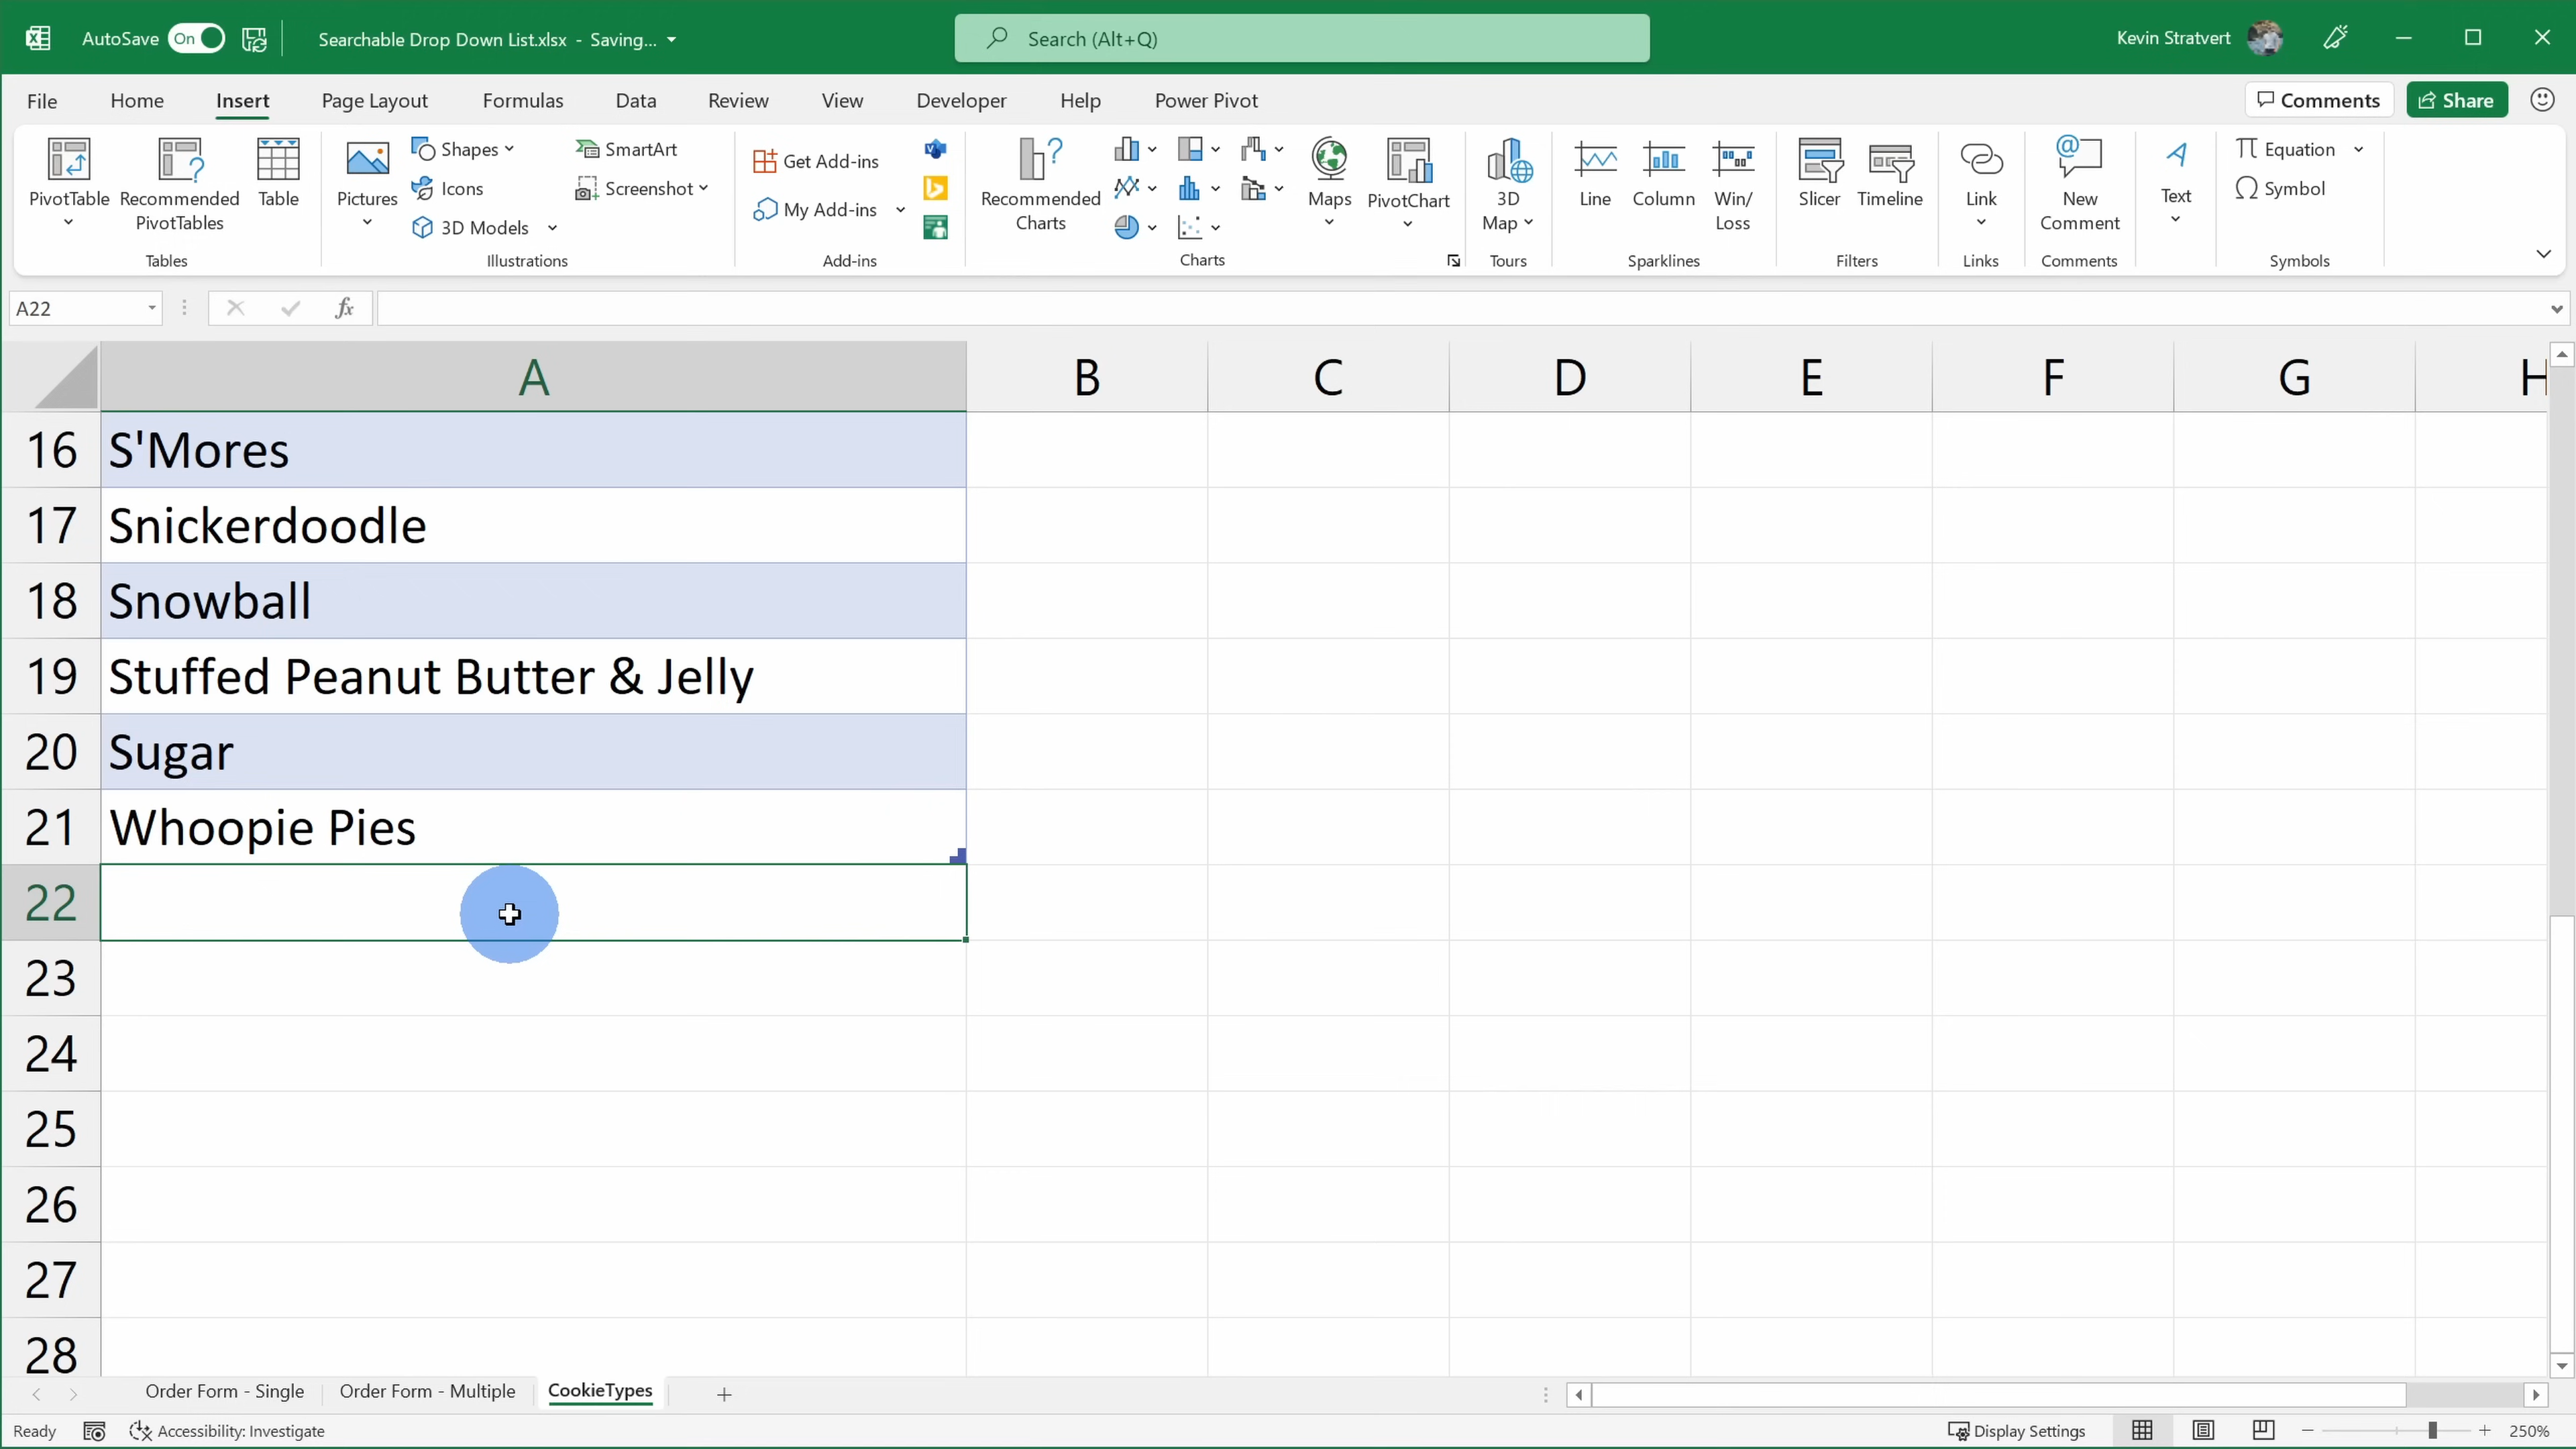 AutoSave On Searchable Drop Down List.xlsx - Saving... Search (Alt+Q) Kevin Stratvert
File Home Insert Page Layout Formulas Data Review View Developer Help Power Pivot Comments Share
PivotTable
Recommended
PivotTables
Table
Tables
Pictures
Shapes
Icons
3D Models
SmartArt
Screenshot
Illustrations
Get Add-ins
My Add-ins
Add-ins
Recommended
Charts
Maps
PivotChart
Charts
3D
Map
Tours
Line
Column
Win/
Loss
Sparklines
Slicer
Timeline
Filters
Link
Links
New
Comment
Comments
Text
Equation
Symbol
Symbols
A22 fx
A B C D E F G H
16 S'Mores
17 Snickerdoodle
18 Snowball
19 Stuffed Peanut Butter & Jelly
20 Sugar
21 Whoopie Pies
22
23
24
25
26
27
28
Order Form - Single Order Form - Multiple CookieTypes
Ready Accessibility: Investigate Display Settings 250%